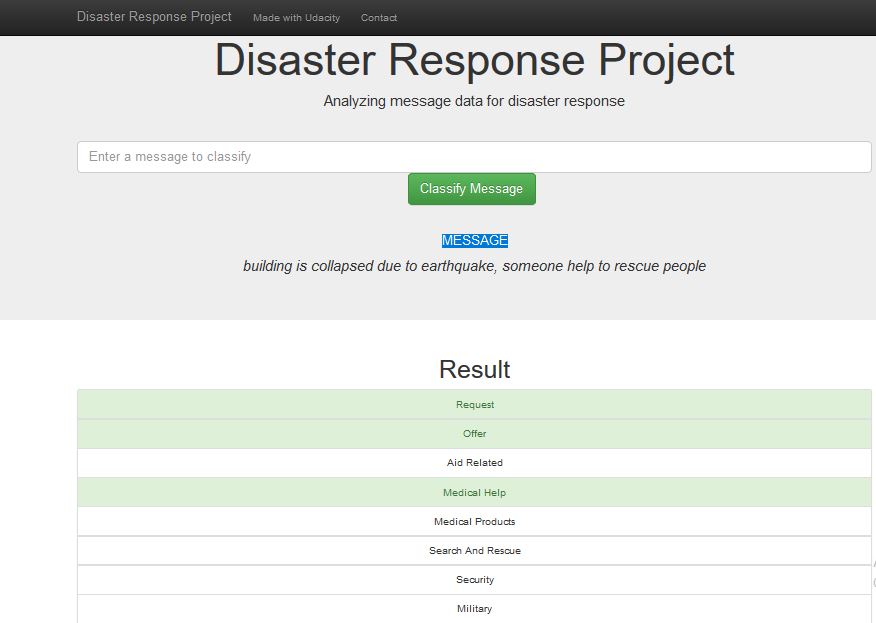 Disaster Response Project Made with Udacity Contact
Disaster Response Project
Analyzing message data for disaster response
Enter a message to classify
Classify Message
MESSAGE
building is collapsed due to earthquake, someone help to rescue people
Result
Request
Offer
Aid Related
Medical Help
Medical Products
Search And Rescue
Security
Military